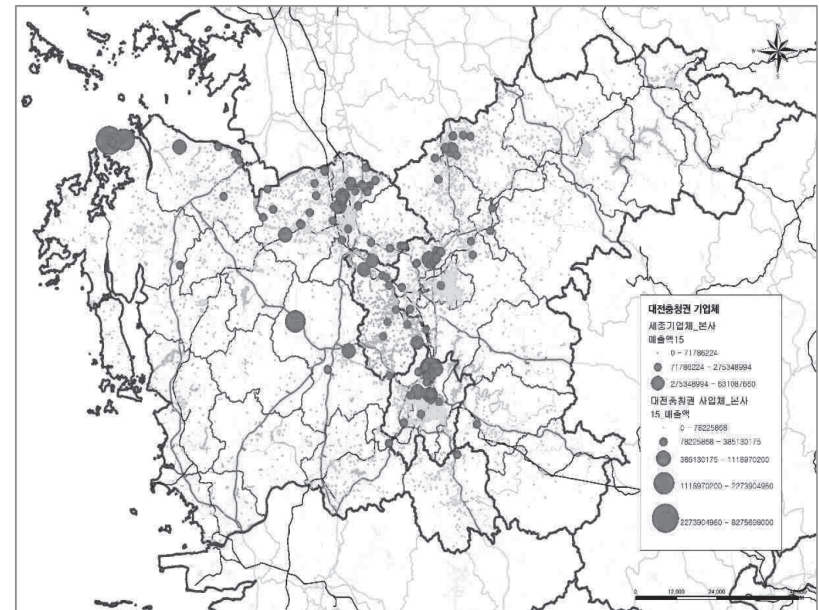 N
S
대전충청권 기업체
세종기업체_본사
매출액15
0 - 71786224
71786224 - 275348994
275348994 - 631087660
대전충청권 사업체_본사
15_매출액
0 - 78225868
78225868 - 385130175
385130175 - 1118970200
1118970200 - 2273904960
2273904960 - 8275699000
0 12,000 24,000